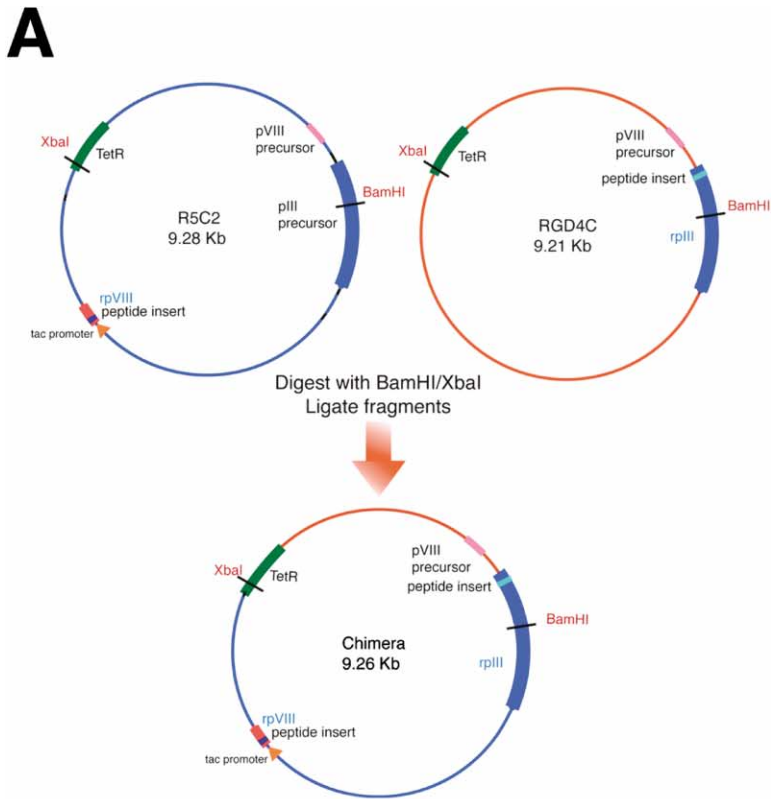 A
XbaI
TetR
pVIII
precursor
pIII
precursor
BamHI
R5C2
9.28 Kb
rpVIII
peptide insert
tac promoter
XbaI
TetR
pVIII
precursor
peptide insert
BamHI
rpIII
RGD4C
9.21 Kb
Digest with BamHI/XbaI
Ligate fragments
XbaI
TetR
pVIII
precursor
peptide insert
BamHI
rpIII
Chimera
9.26 Kb
rpVIII
peptide insert
tac promoter